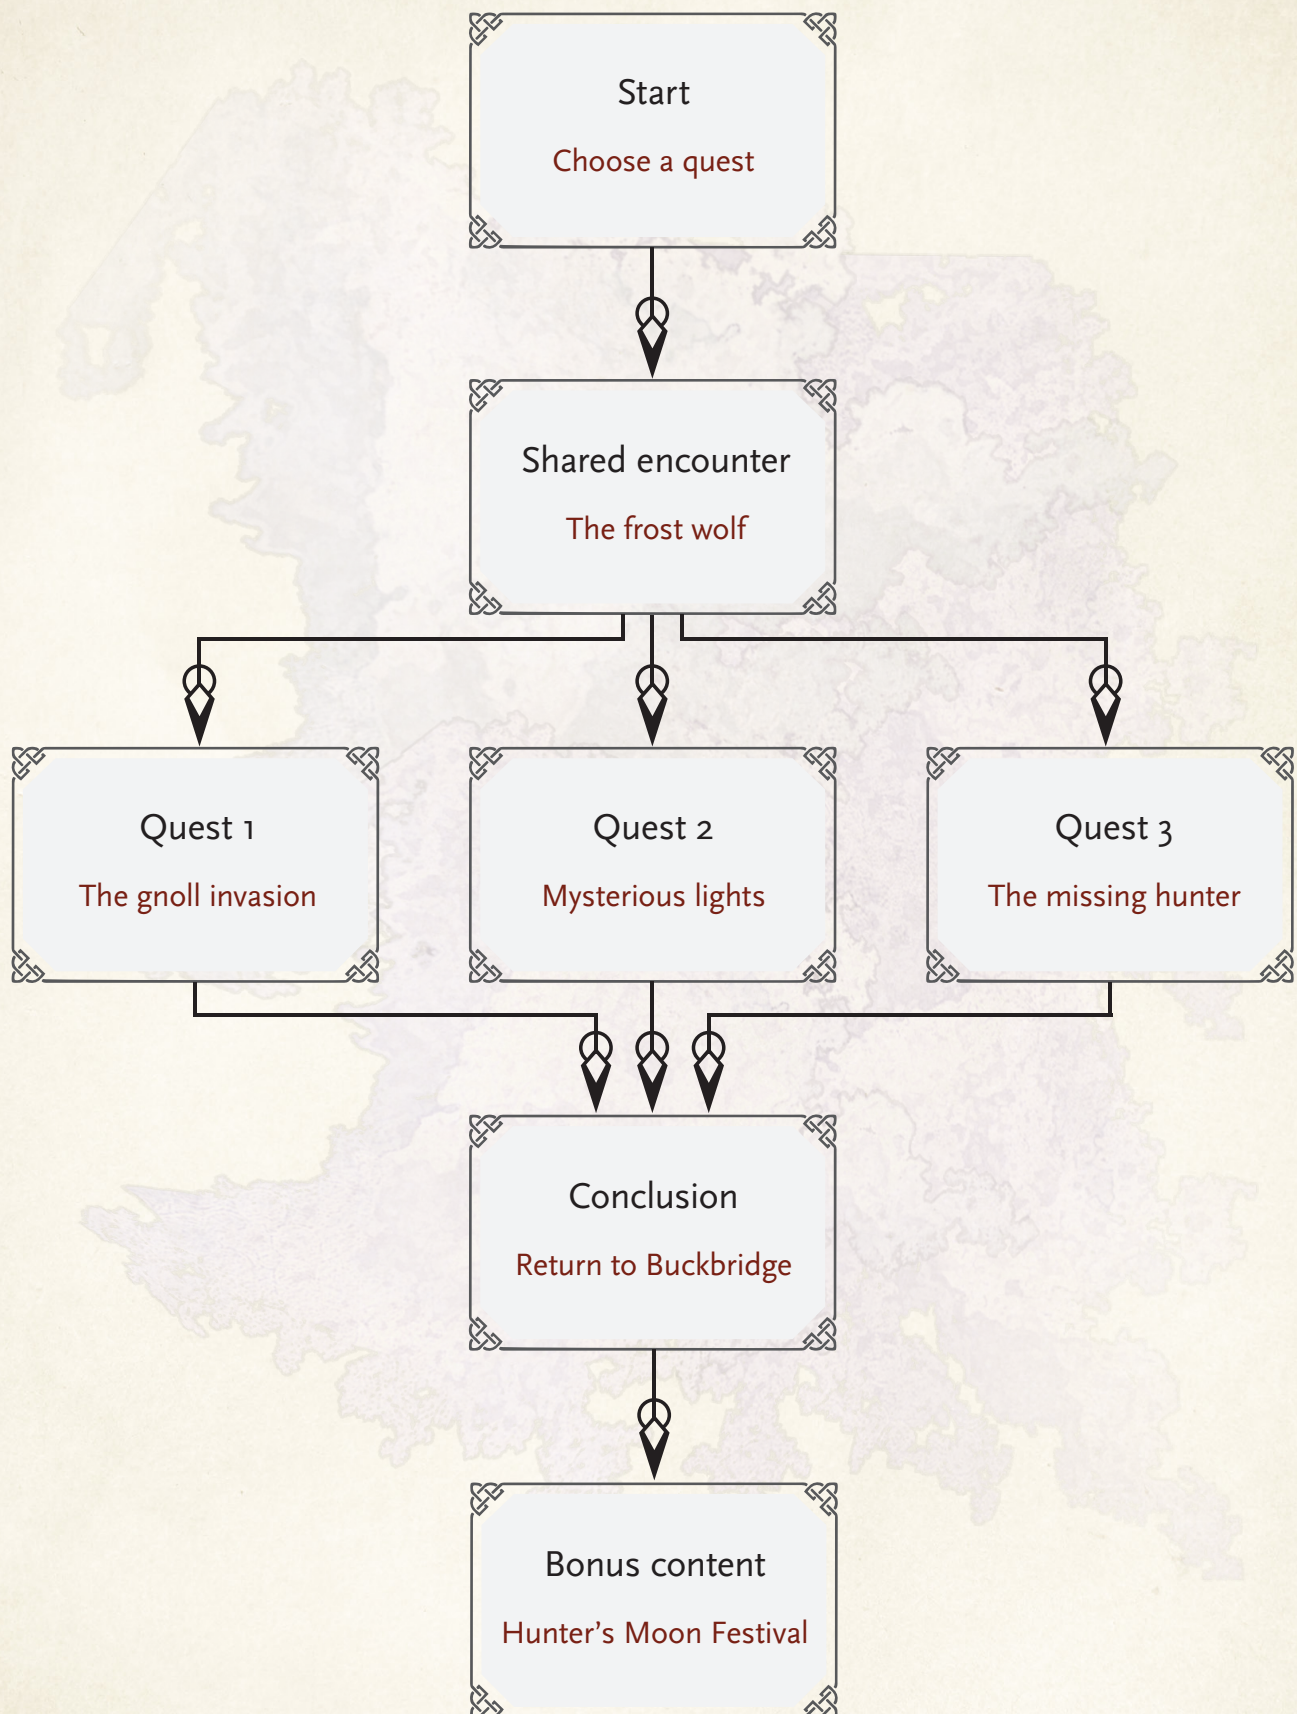 Start
Choose a quest
Shared encounter
The frost wolf
Quest 1
The gnoll invasion
Quest 2
Mysterious lights
Quest 3
The missing hunter
Conclusion
Return to Buckbridge
Bonus content
Hunter’s Moon Festival